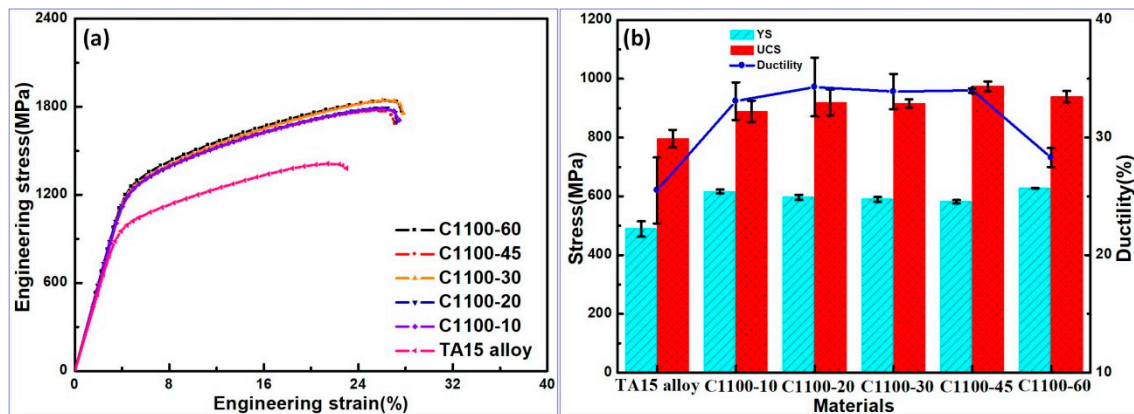 (a)
Engineering stress(MPa)
2400
1800
1200
600
0
0 8 16 24 32 40
Engineering strain(%)
C1100-60
C1100-45
C1100-30
C1100-20
C1100-10
TA15 alloy
(b)
YS
UCS
Ductility
Stress(MPa)
1200
1000
800
600
400
200
0
Ductility(%)
40
30
20
10
TA15 alloy C1100-10 C1100-20 C1100-30 C1100-45 C1100-60
Materials